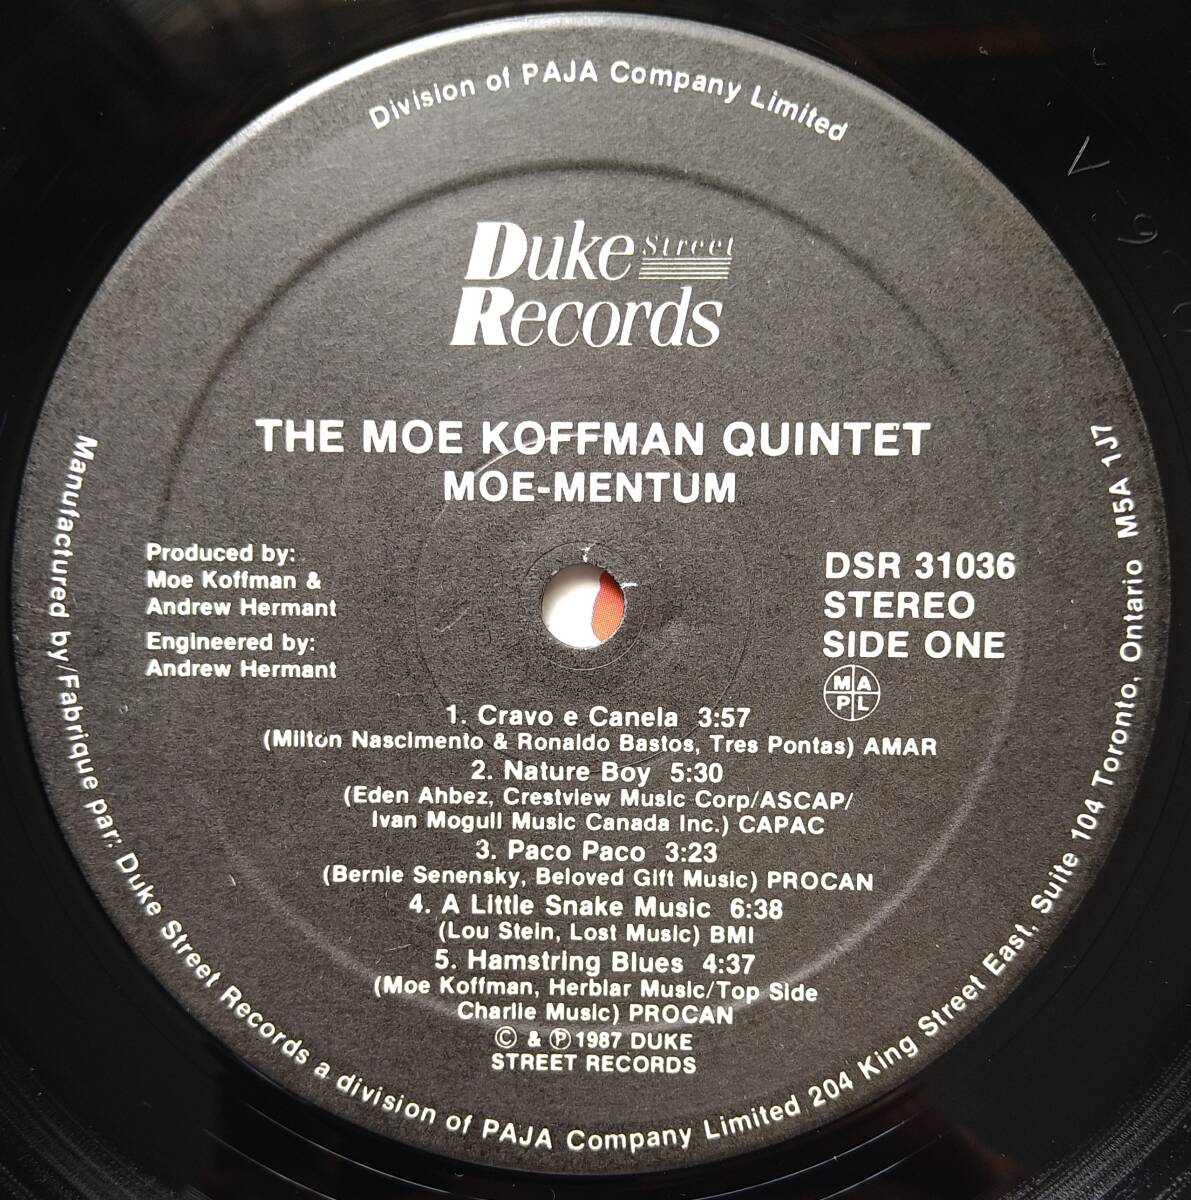 Division of PAJA Company Limited
Duke Street
Records
THE MOE KOFFMAN QUINTET
MOE-MENTUM
Produced by:
Moe Koffman &
Andrew Hermant
Engineered by:
Andrew Hermant
DSR 31036
STEREO
SIDE ONE
M A
P L
1. Cravo e Canela 3:57
(Milton Nascimento & Ronaldo Bastos, Tres Pontas) AMAR
2. Nature Boy 5:30
(Eden Ahbez, Crestview Music Corp/ASCAP/
Ivan Mogull Music Canada Inc.) CAPAC
3. Paco Paco 3:23
(Bernie Senensky, Beloved Gift Music) PROCAN
4. A Little Snake Music 6:38
(Lou Stein, Lost Music) BMI
5. Hamstring Blues 4:37
(Moe Koffman, Herblar Music/Top Side
Charlie Music) PROCAN
© & ℗ 1987 DUKE
STREET RECORDS
Manufactured by/Fabrique par: Duke Street Records a division of PAJA Company Limited 204 King Street East, Suite 104 Toronto, Ontario M5A 1J7